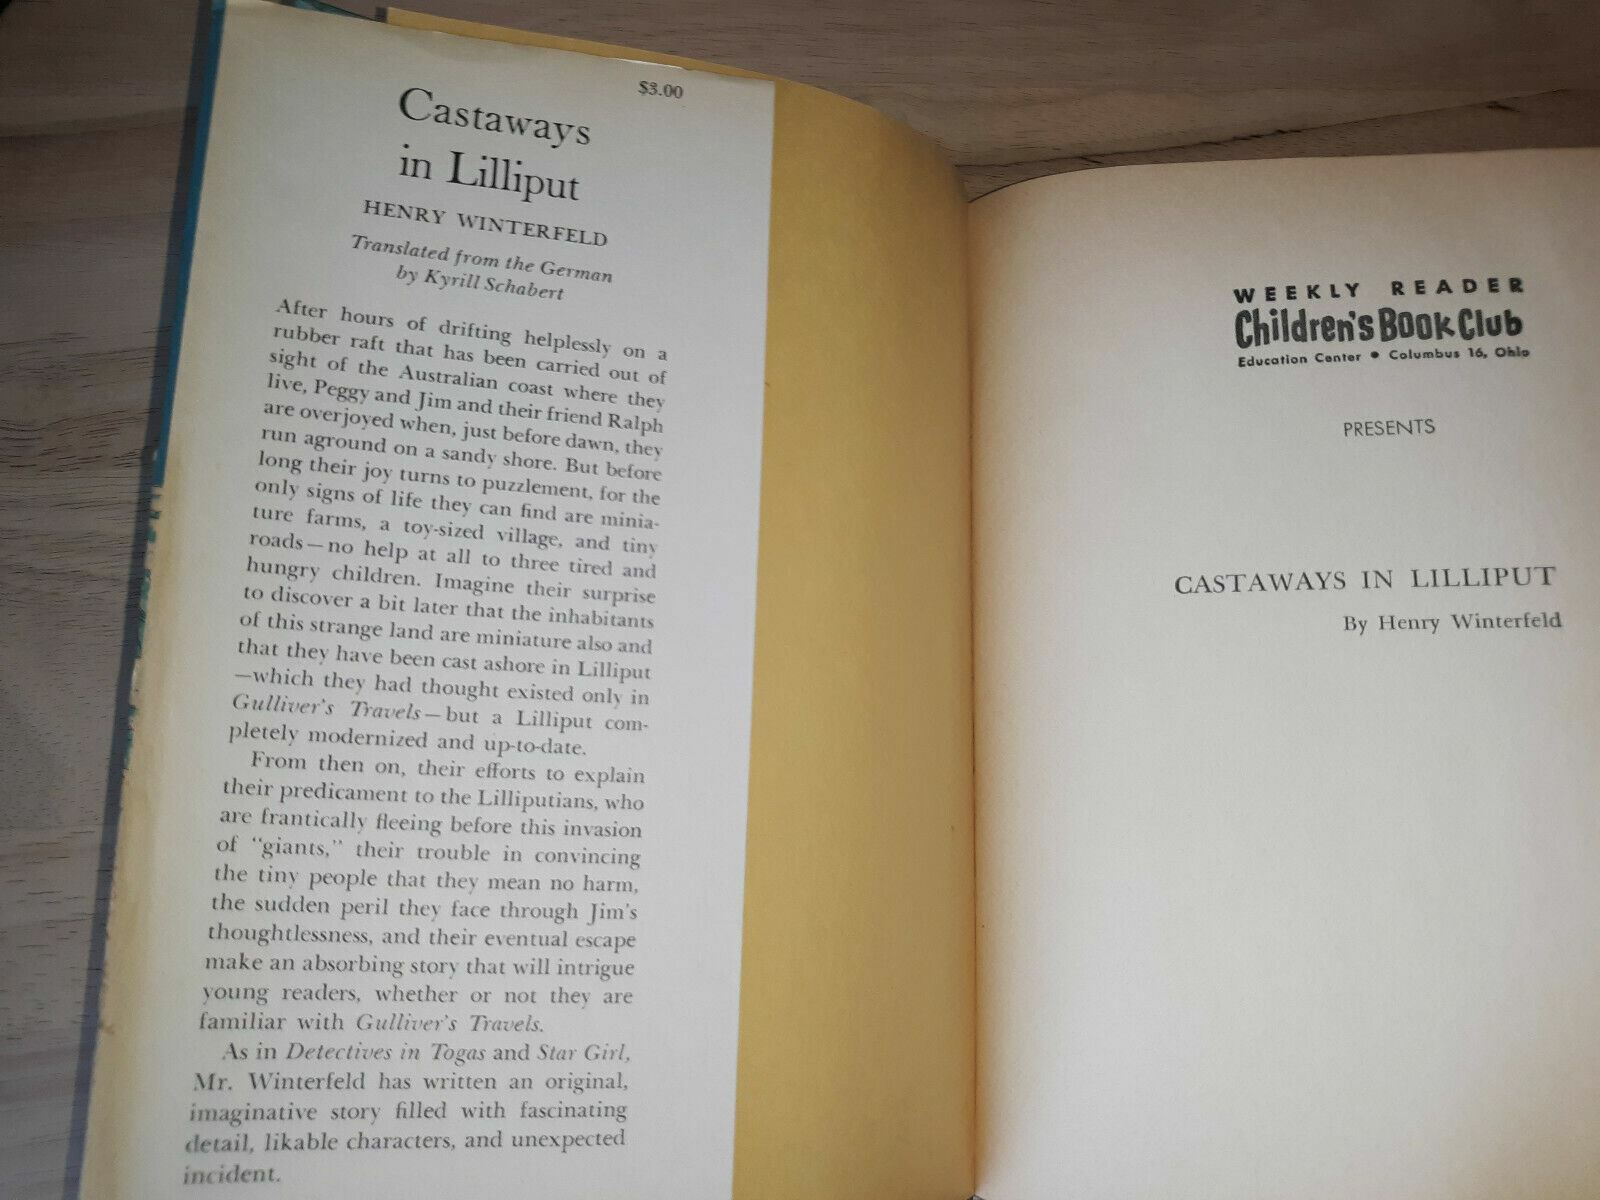 $3.00
Castaways
in Lilliput
HENRY WINTERFELD
Translated from the German
by Kyrill Schabert
After hours of drifting helplessly on a
rubber raft that has been carried out of
sight of the Australian coast where they
live, Peggy and Jim and their friend Ralph
are overjoyed when, just before dawn, they
run aground on a sandy shore. But before
long their joy turns to puzzlement, for the
only signs of life they can find are minia-
ture farms, a toy-sized village, and tiny
roads—no help at all to three tired and
hungry children. Imagine their surprise
to discover a bit later that the inhabitants
of this strange land are miniature also and
that they have been cast ashore in Lilliput
—which they had thought existed only in
Gulliver's Travels—but a Lilliput com-
pletely modernized and up-to-date.
From then on, their efforts to explain
their predicament to the Lilliputians, who
are frantically fleeing before this invasion
of "giants," their trouble in convincing
the tiny people that they mean no harm,
the sudden peril they face through Jim's
thoughtlessness, and their eventual escape
make an absorbing story that will intrigue
young readers, whether or not they are
familiar with Gulliver's Travels.
As in Detectives in Togas and Star Girl,
Mr. Winterfeld has written an original,
imaginative story filled with fascinating
detail, likable characters, and unexpected
incident.
WEEKLY READER
Children's BOOK Club
Education Center • Columbus 16, Ohio
PRESENTS
CASTAWAYS IN LILLIPUT
By Henry Winterfeld